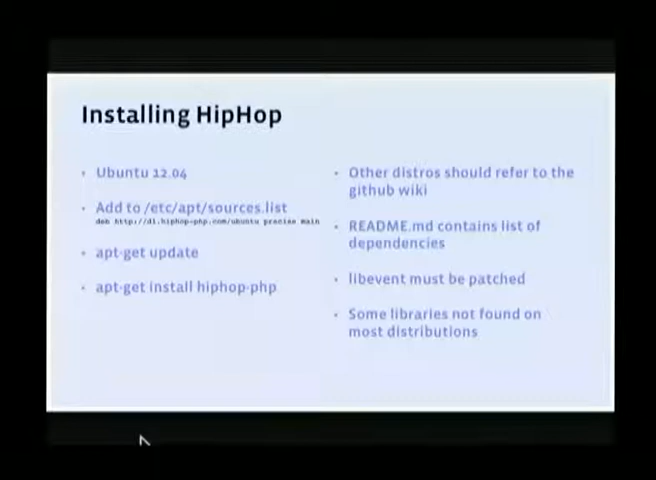 Installing HipHop
Ubuntu 12.04
Add to /etc/apt/sources.list
deb http://dl.hiphop-php.com/ubuntu precise main
apt-get update
apt-get install hiphop-php
Other distros should refer to the
github wiki
README.md contains list of
dependencies
libevent must be patched
Some libraries not found on
most distributions